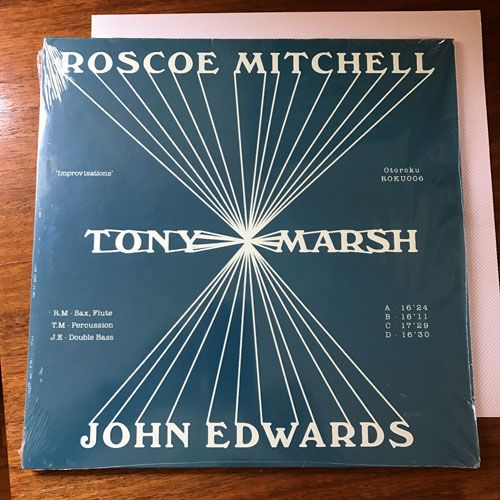 ROSCOE MITCHELL
'Improvisations'
Otoroku
ROKU006
TONY MARSH
R.M - Sax, Flute
T.M - Percussion
J.E - Double Bass
A - 16'24
B - 16'11
C - 17'29
D - 16'30
JOHN EDWARDS